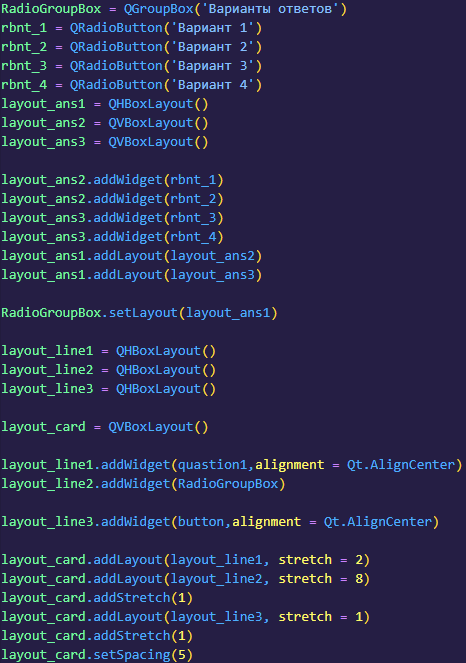 RadioGroupBox = QGroupBox('Варианты ответов')
rbnt_1 = QRadioButton('Вариант 1')
rbnt_2 = QRadioButton('Вариант 2')
rbnt_3 = QRadioButton('Вариант 3')
rbnt_4 = QRadioButton('Вариант 4')
layout_ans1 = QHBoxLayout()
layout_ans2 = QVBoxLayout()
layout_ans3 = QVBoxLayout()

layout_ans2.addWidget(rbnt_1)
layout_ans2.addWidget(rbnt_2)
layout_ans3.addWidget(rbnt_3)
layout_ans3.addWidget(rbnt_4)
layout_ans1.addLayout(layout_ans2)
layout_ans1.addLayout(layout_ans3)

RadioGroupBox.setLayout(layout_ans1)

layout_line1 = QHBoxLayout()
layout_line2 = QHBoxLayout()
layout_line3 = QHBoxLayout()

layout_card = QVBoxLayout()

layout_line1.addWidget(quastion1,alignment = Qt.AlignCenter)
layout_line2.addWidget(RadioGroupBox)

layout_line3.addWidget(button,alignment = Qt.AlignCenter)

layout_card.addLayout(layout_line1, stretch = 2)
layout_card.addLayout(layout_line2, stretch = 8)
layout_card.addStretch(1)
layout_card.addLayout(layout_line3, stretch = 1)
layout_card.addStretch(1)
layout_card.setSpacing(5)